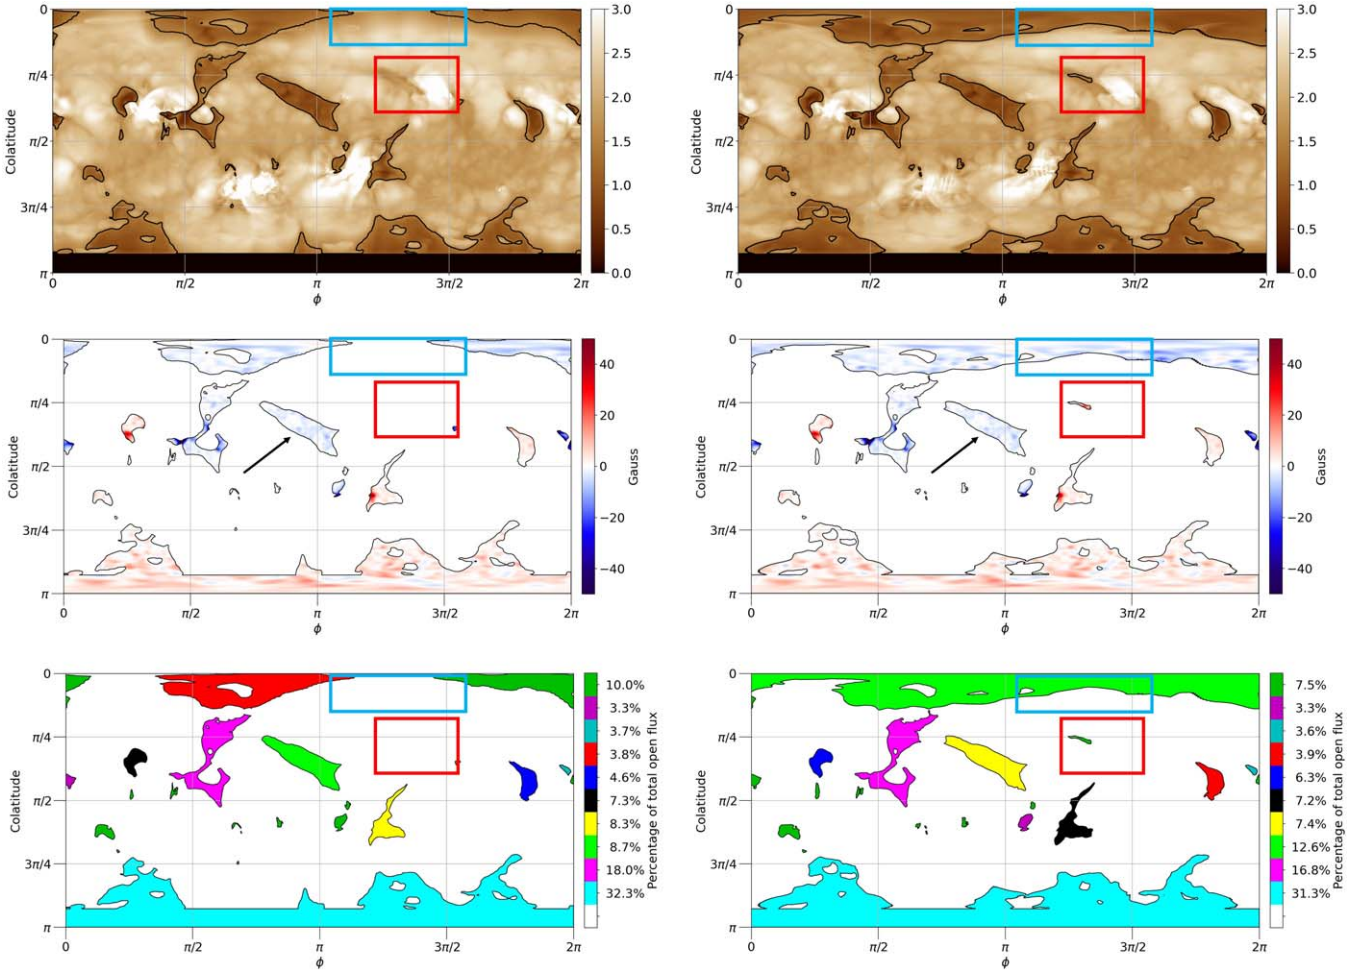 0
π/4
π/2
3π/4
π
Colatitude
0
π/2
π
3π/2
2π
ϕ
3.0
2.5
2.0
1.5
1.0
0.5
0.0
0
π/4
π/2
3π/4
π
Colatitude
0
π/2
π
3π/2
2π
ϕ
3.0
2.5
2.0
1.5
1.0
0.5
0.0
0
π/4
π/2
3π/4
π
Colatitude
0
π/2
π
3π/2
2π
ϕ
40
20
0
−20
−40
Gauss
0
π/4
π/2
3π/4
π
Colatitude
0
π/2
π
3π/2
2π
ϕ
40
20
0
−20
−40
Gauss
0
π/4
π/2
3π/4
π
Colatitude
0
π/2
π
3π/2
2π
ϕ
10.0%
3.3%
3.7%
3.8%
4.6%
7.3%
8.3%
8.7%
18.0%
32.3%
Percentage of total open flux
0
π/4
π/2
3π/4
π
Colatitude
0
π/2
π
3π/2
2π
ϕ
7.5%
3.3%
3.6%
3.9%
6.3%
7.2%
7.4%
12.6%
16.8%
31.3%
Percentage of total open flux